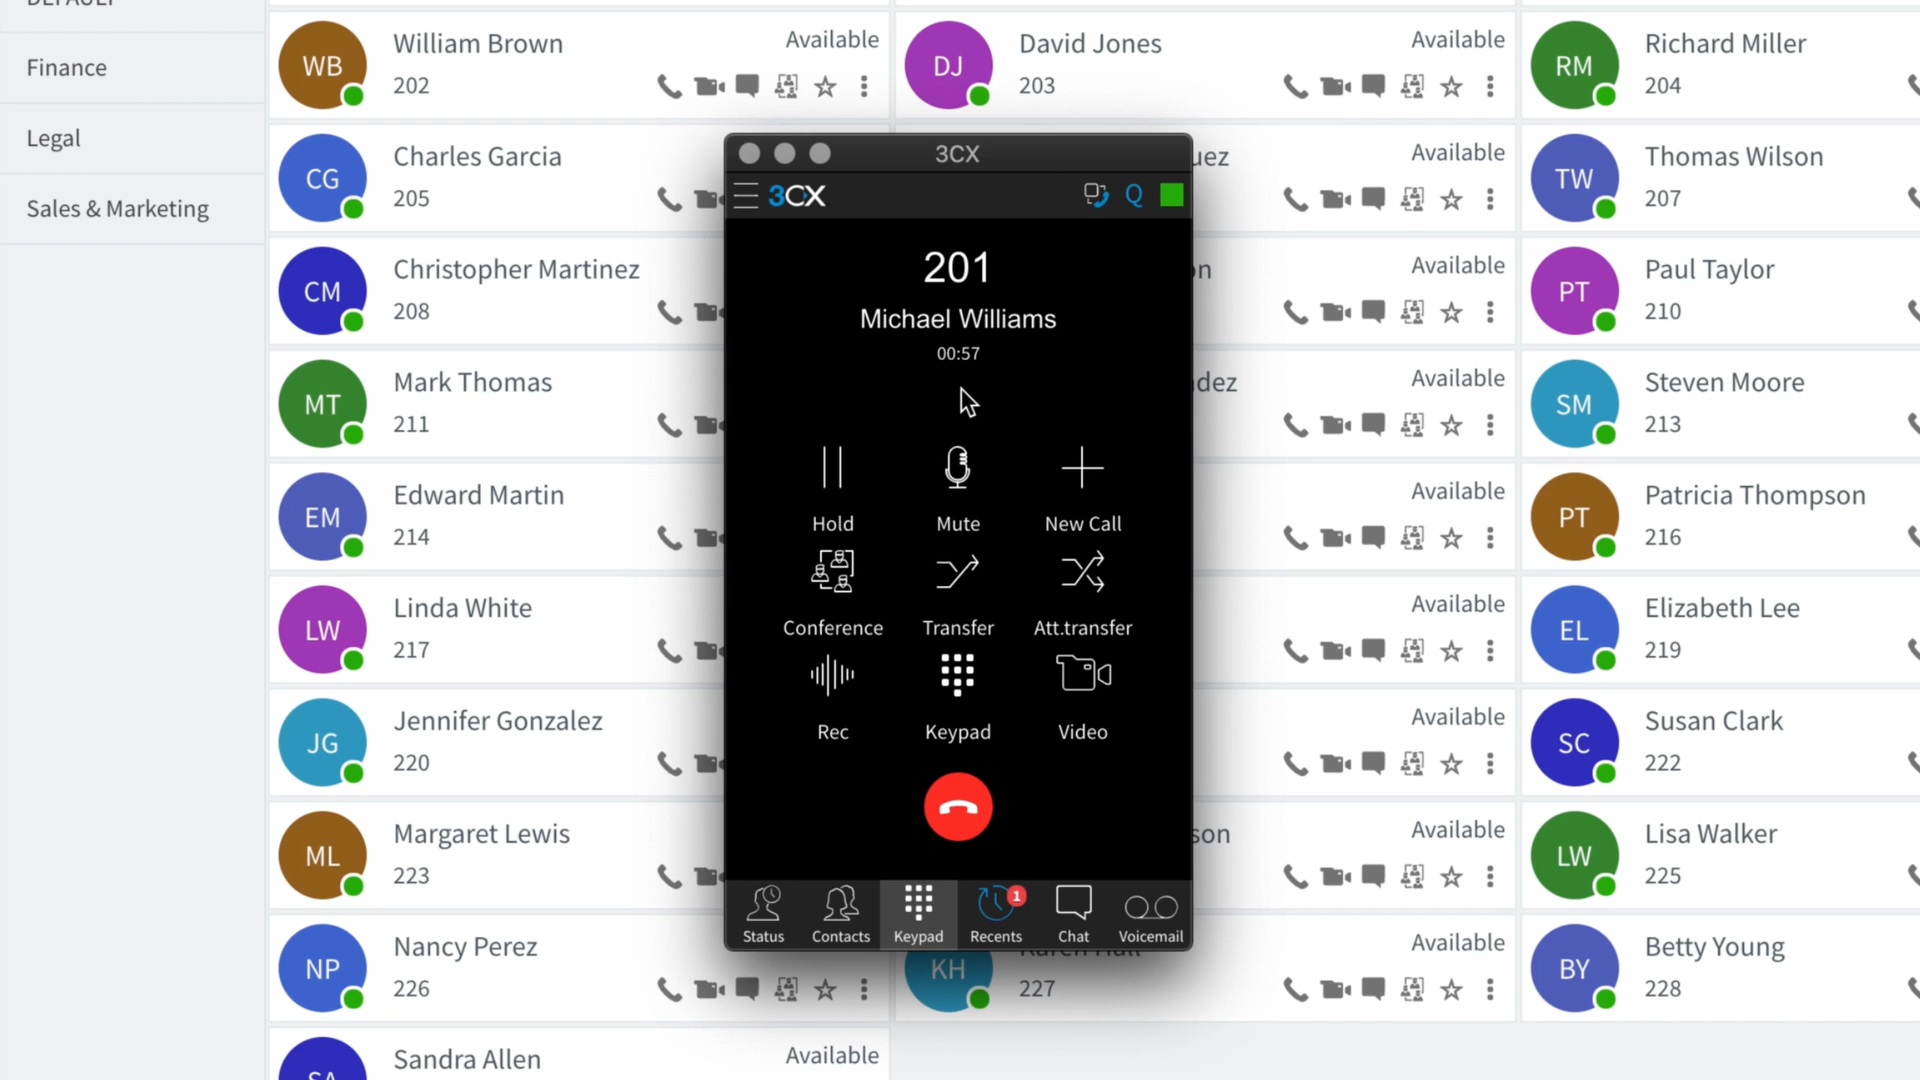 DEFAULT
Finance
Legal
Sales & Marketing
WB
William Brown
202
Available
DJ
David Jones
203
Available
RM
Richard Miller
204
CG
Charles Garcia
205
Available
TW
Thomas Wilson
207
CM
Christopher Martinez
208
Available
PT
Paul Taylor
210
MT
Mark Thomas
211
Available
SM
Steven Moore
213
EM
Edward Martin
214
Available
PT
Patricia Thompson
216
LW
Linda White
217
Available
EL
Elizabeth Lee
219
JG
Jennifer Gonzalez
220
Available
SC
Susan Clark
222
ML
Margaret Lewis
223
Available
LW
Lisa Walker
225
NP
Nancy Perez
226
KH
Karen Hall
227
Available
BY
Betty Young
228
SA
Sandra Allen
Available
3CX
3CX
Q
201
Michael Williams
00:57
Hold
Mute
New Call
Conference
Transfer
Att.transfer
Rec
Keypad
Video
Status
Contacts
Keypad
1
Recents
Chat
Voicemail